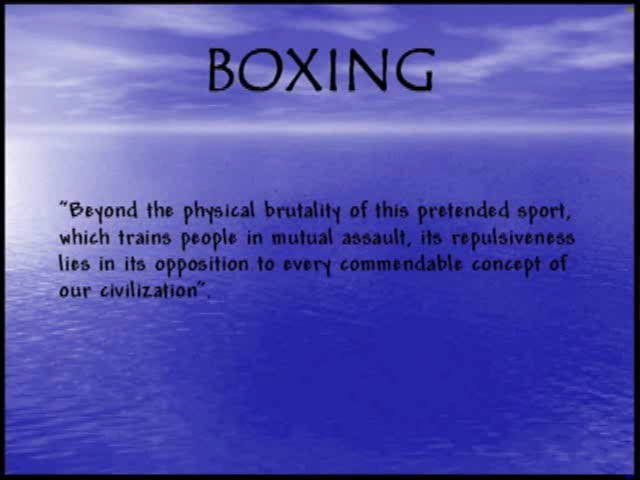 BOXING
"Beyond the physical brutality of this pretended sport,
which trains people in mutual assault, its repulsiveness
lies in its opposition to every commendable concept of
our civilization".